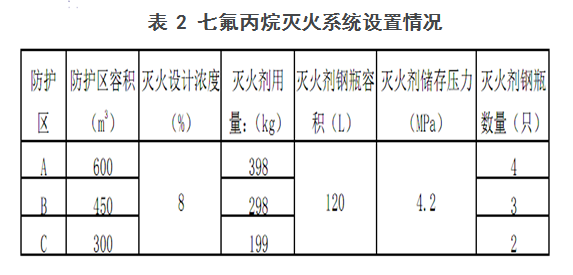 表 2 七氟丙烷灭火系统设置情况
防护区 防护区容积（m³） 灭火设计浓度（%） 灭火剂用量：（kg） 灭火剂钢瓶容积（L） 灭火剂储存压力（MPa） 灭火剂钢瓶数量（只）
A 600 8 398 120 4.2 4
B 450 298 3
C 300 199 2